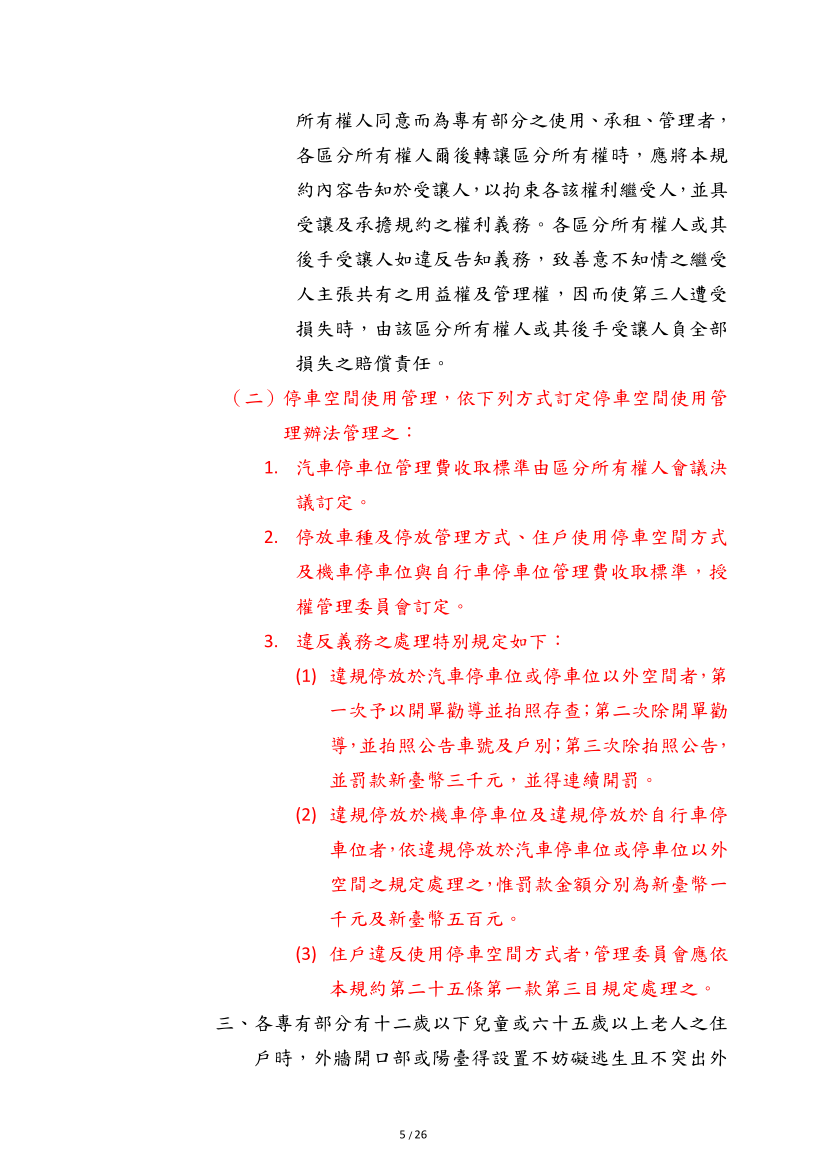 所有權人同意而為專有部分之使用、承租、管理者，
各區分所有權人爾後轉讓區分所有權時，應將本規
約內容告知於受讓人，以拘束各該權利繼受人，並具
受讓及承擔規約之權利義務。各區分所有權人或其
後手受讓人如違反告知義務，致善意不知情之繼受
人主張共有之用益權及管理權，因而使第三人遭受
損失時，由該區分所有權人或其後手受讓人負全部
損失之賠償責任。
（二）停車空間使用管理，依下列方式訂定停車空間使用管
理辦法管理之：
1. 汽車停車位管理費收取標準由區分所有權人會議決
議訂定。
2. 停放車種及停放管理方式、住戶使用停車空間方式
及機車停車位與自行車停車位管理費收取標準，授
權管理委員會訂定。
3. 違反義務之處理特別規定如下：
(1) 違規停放於汽車停車位或停車位以外空間者，第
一次予以開單勸導並拍照存查；第二次除開單勸
導，並拍照公告車號及戶別；第三次除拍照公告，
並罰款新臺幣三千元，並得連續開罰。
(2) 違規停放於機車停車位及違規停放於自行車停
車位者，依違規停放於汽車停車位或停車位以外
空間之規定處理之，惟罰款金額分別為新臺幣一
千元及新臺幣五百元。
(3) 住戶違反使用停車空間方式者，管理委員會應依
本規約第二十五條第一款第三目規定處理之。
三、各專有部分有十二歲以下兒童或六十五歲以上老人之住
戶時，外牆開口部或陽臺得設置不妨礙逃生且不突出外
5 / 26